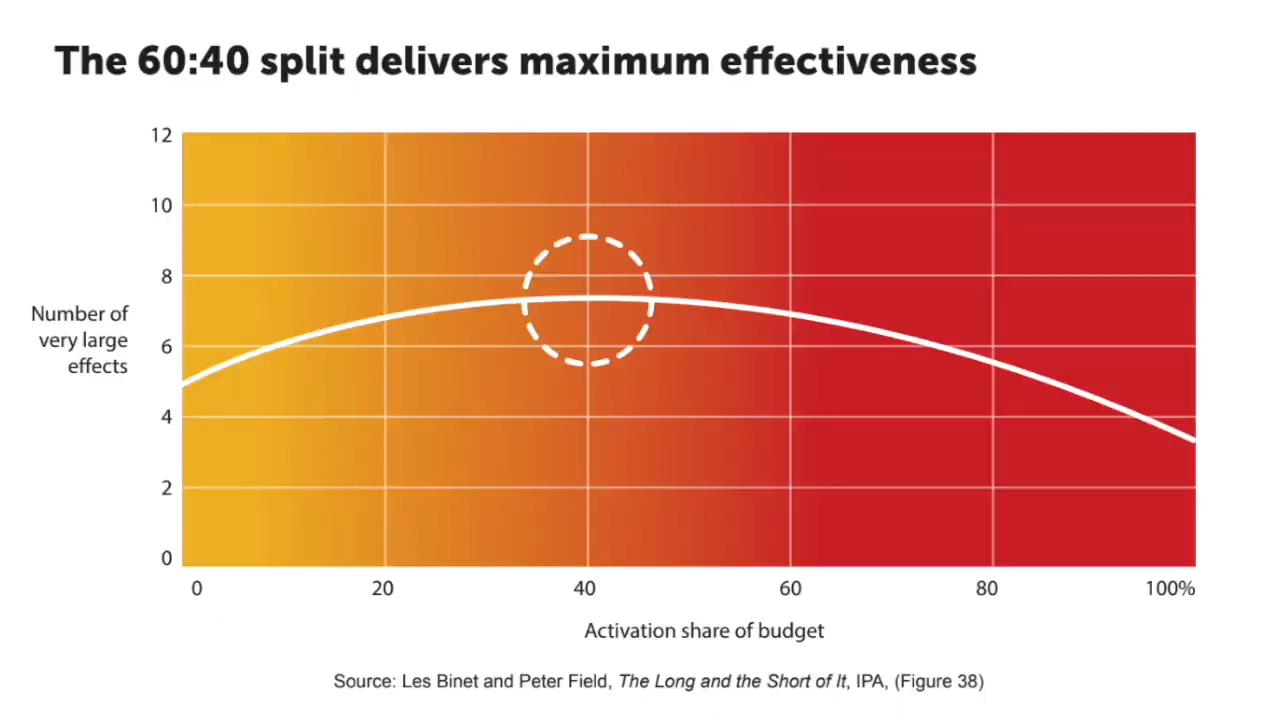 The 60:40 split delivers maximum effectiveness
12
10
8
Number of
very large
effects
6
4
2
0
0 20 40 60 80 100%
Activation share of budget
Source: Les Binet and Peter Field, The Long and the Short of It, IPA, (Figure 38)